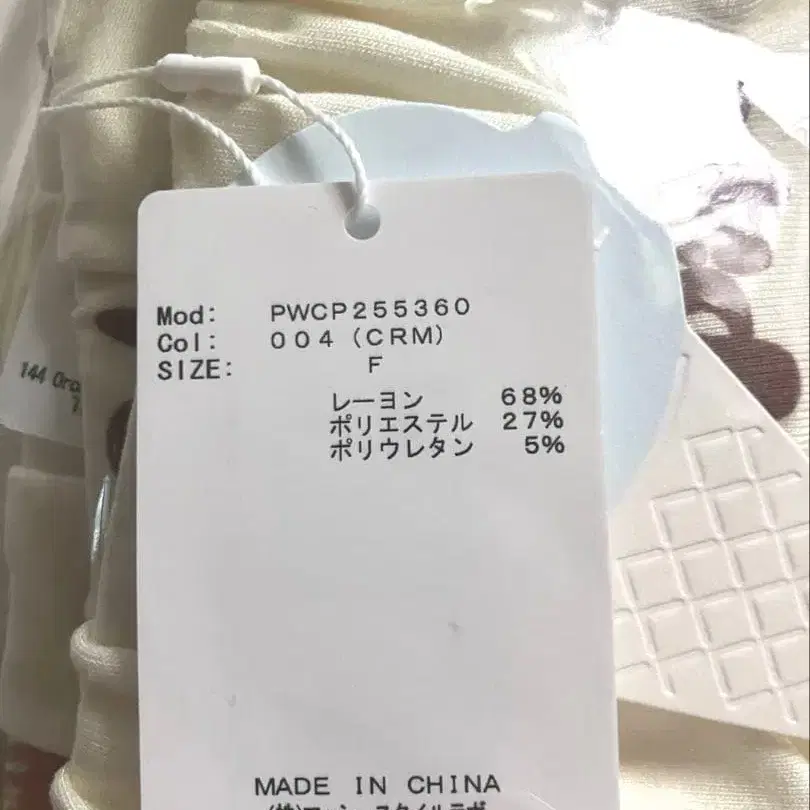 Mod: PWCP255360
Col: 004 (CRM)
SIZE: F
レーヨン 68%
ポリエステル 27%
ポリウレタン 5%
MADE IN CHINA
144